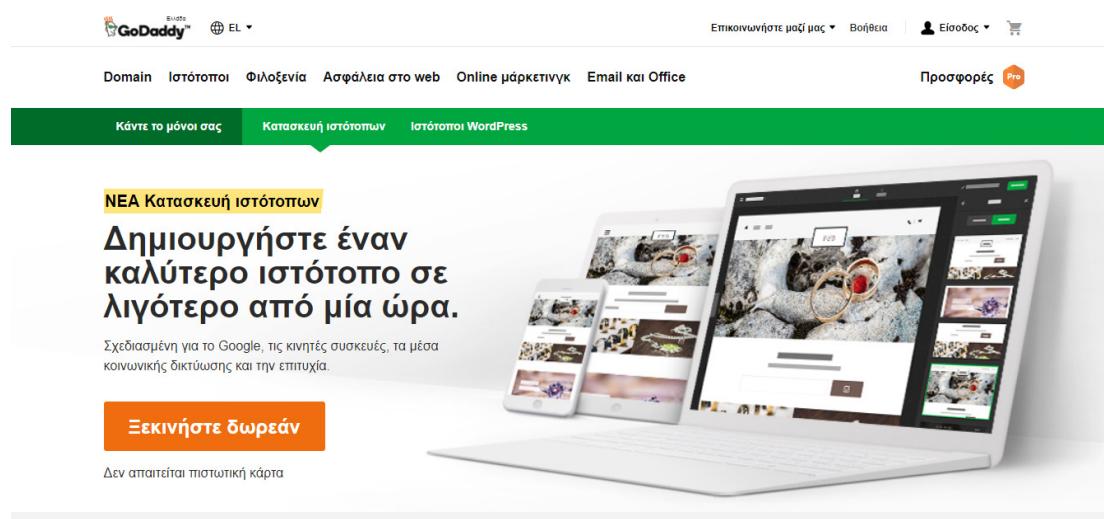 Ελλάδα
GoDaddy™
EL
Επικοινωνήστε μαζί μας
Βοήθεια
Είσοδος
Domain Ιστότοποι Φιλοξενία Ασφάλεια στο web Online μάρκετινγκ Email και Office
Προσφορές
Pro
Κάντε το μόνοι σας Κατασκευή ιστότοπων Ιστότοποι WordPress
ΝΕΑ Κατασκευή ιστότοπων
Δημιουργήστε έναν
καλύτερο ιστότοπο σε
λιγότερο από μία ώρα.
Σχεδιασμένη για το Google, τις κινητές συσκευές, τα μέσα
κοινωνικής δικτύωσης και την επιτυχία.
Ξεκινήστε δωρεάν
Δεν απαιτείται πιστωτική κάρτα